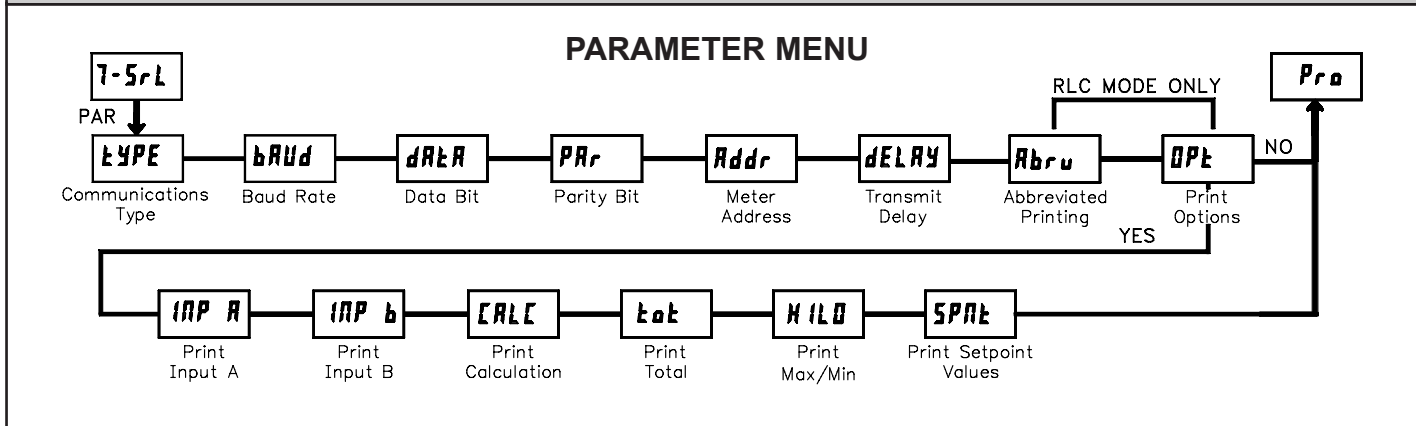 PARAMETER MENU
7-SrL
Pro
PAR
RLC MODE ONLY
tYPE
bAUd
dAtA
PAr
Addr
dELAY
Abrv
OPt
NO
Communications
Type
Baud Rate
Data Bit
Parity Bit
Meter
Address
Transmit
Delay
Abbreviated
Printing
Print
Options
YES
INP A
INP b
CALC
tot
HILO
SPNt
Print
Input A
Print
Input B
Print
Calculation
Print
Total
Print
Max/Min
Print Setpoint
Values